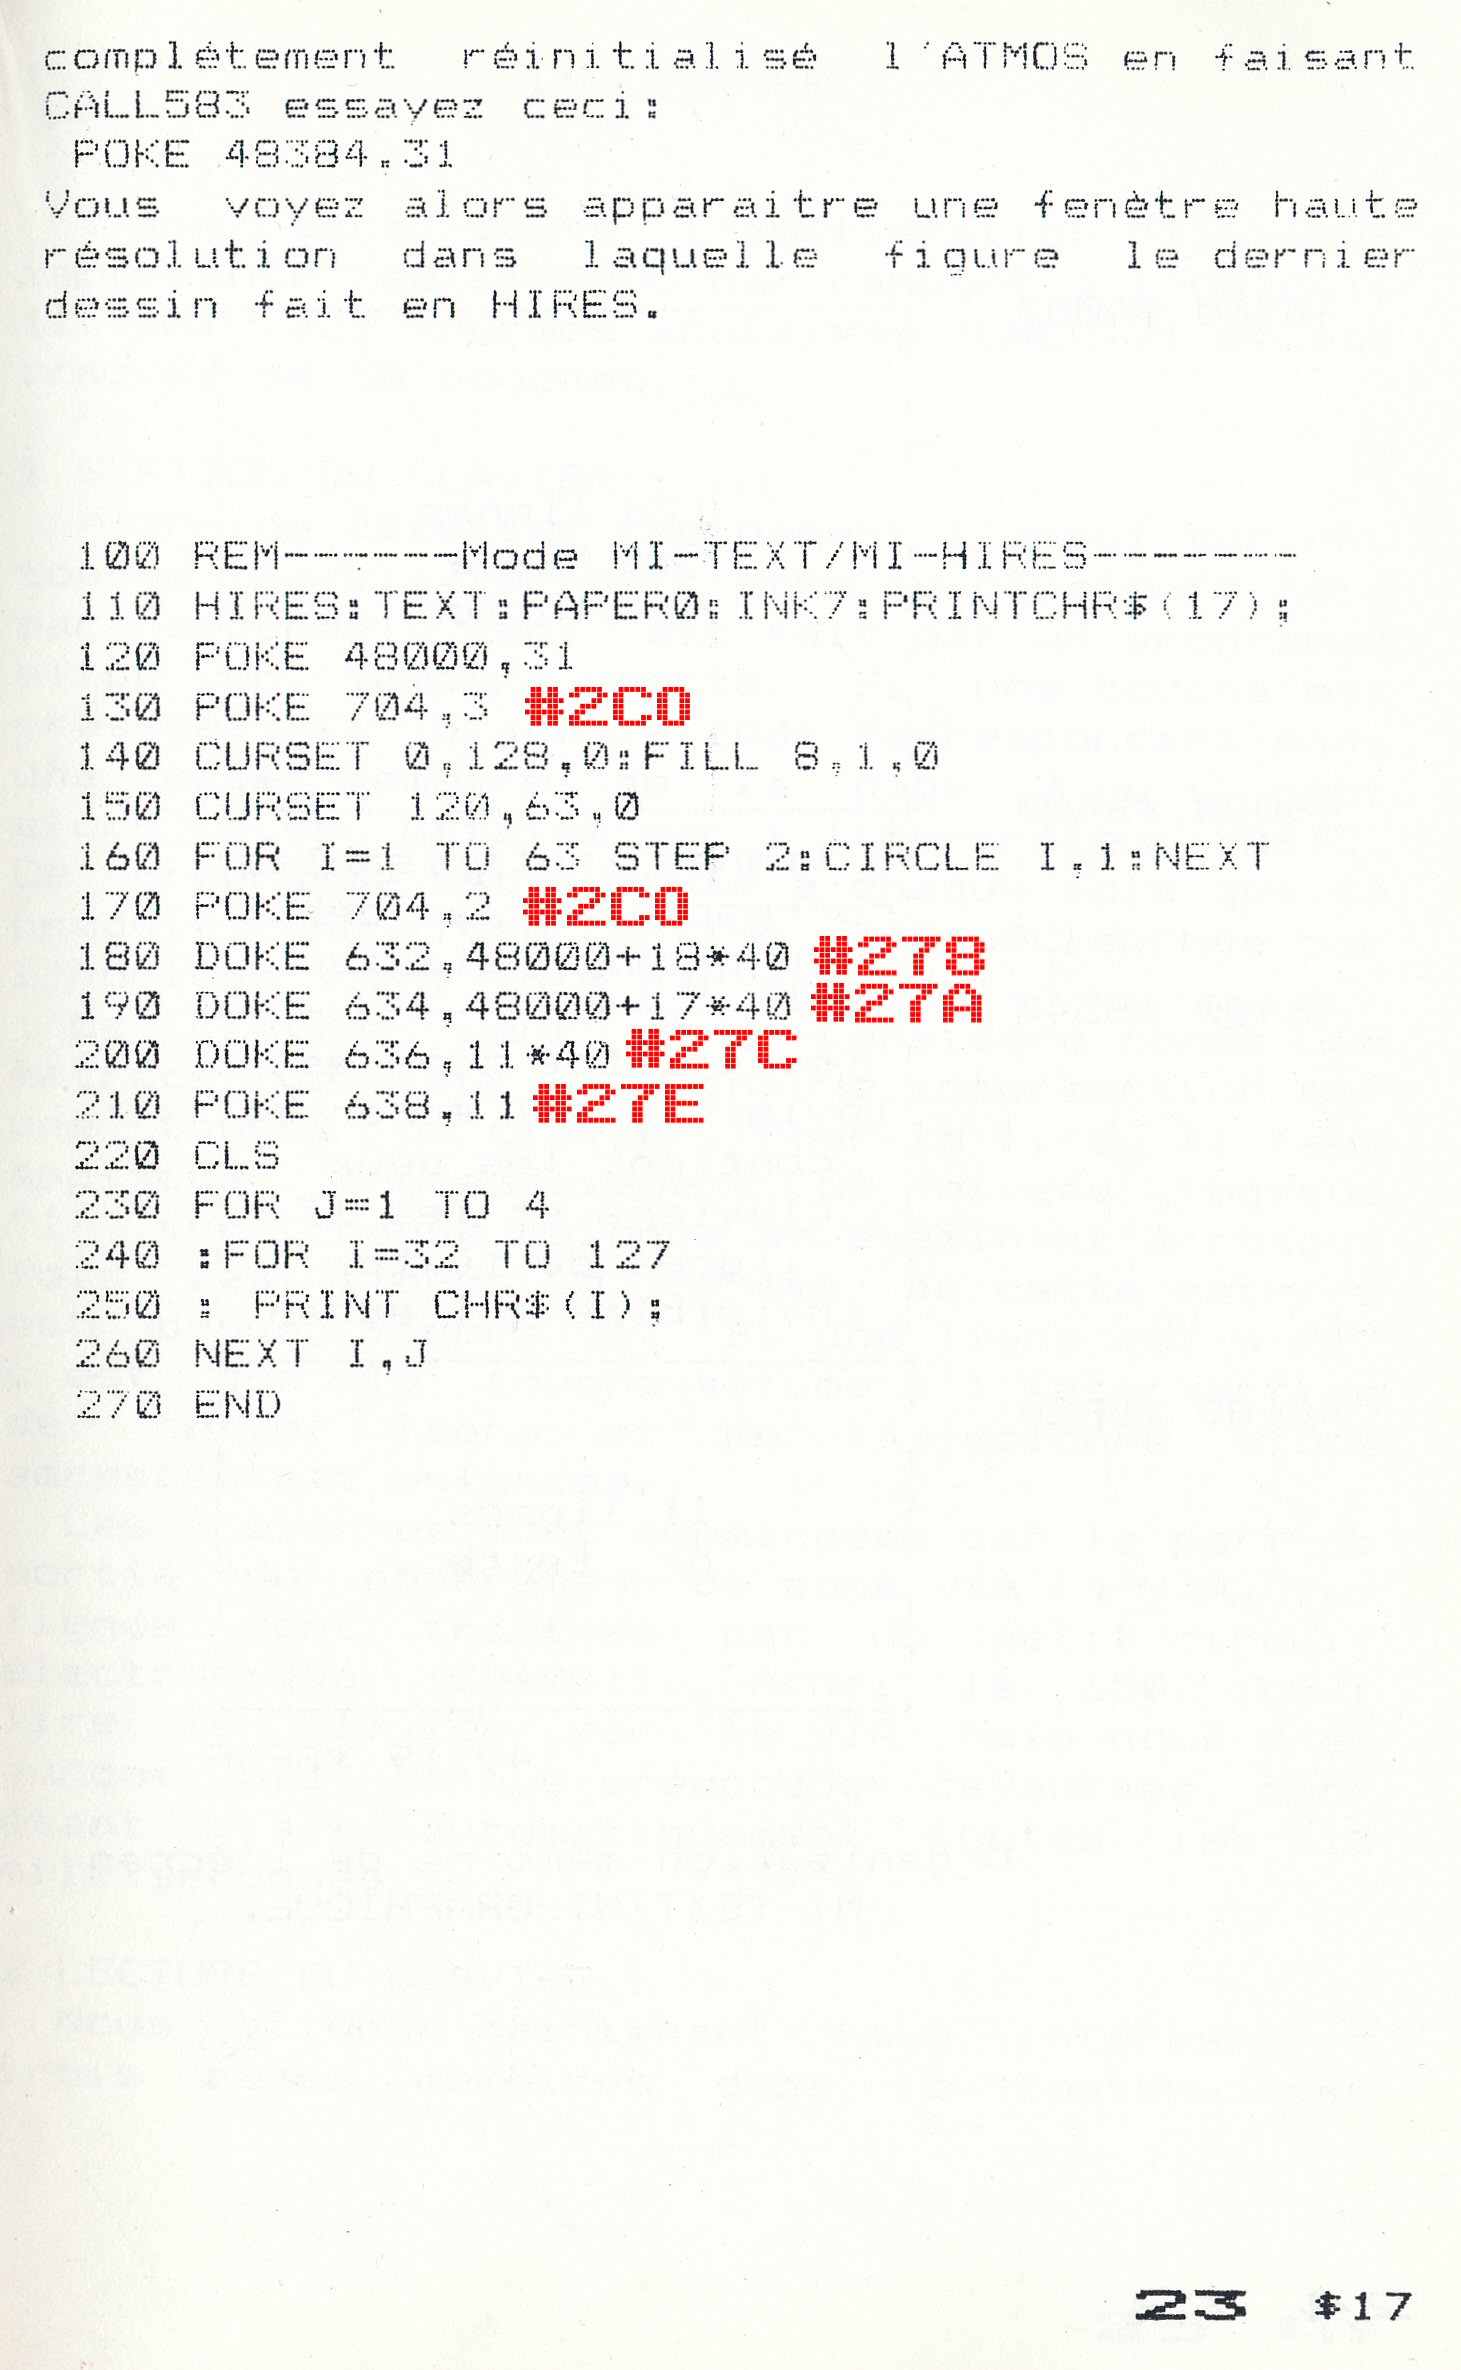 complétement réinitialisé l'ATMOS en faisant
CALL583 essayez ceci:
POKE 48384,31
Vous voyez alors apparaitre une fenêtre haute
résolution dans laquelle figure le dernier
dessin fait en HIRES.
100 REM------Mode MI-TEXT/MI-HIRES-------
110 HIRES:TEXT:PAPER0:INK7:PRINTCHR$(17);
120 POKE 48000,31
130 POKE 704,3 #2C0
140 CURSET 0,128,0:FILL 8,1,0
150 CURSET 120,63,0
160 FOR I=1 TO 63 STEP 2:CIRCLE I,1:NEXT
170 POKE 704,2 #2C0
180 DOKE 632,48000+18*40 #278
190 DOKE 634,48000+17*40 #27A
200 DOKE 636,11*40 #27C
210 POKE 638,11 #27E
220 CLS
230 FOR J=1 TO 4
240 :FOR I=32 TO 127
250 : PRINT CHR$(I);
260 NEXT I,J
270 END
23 $17